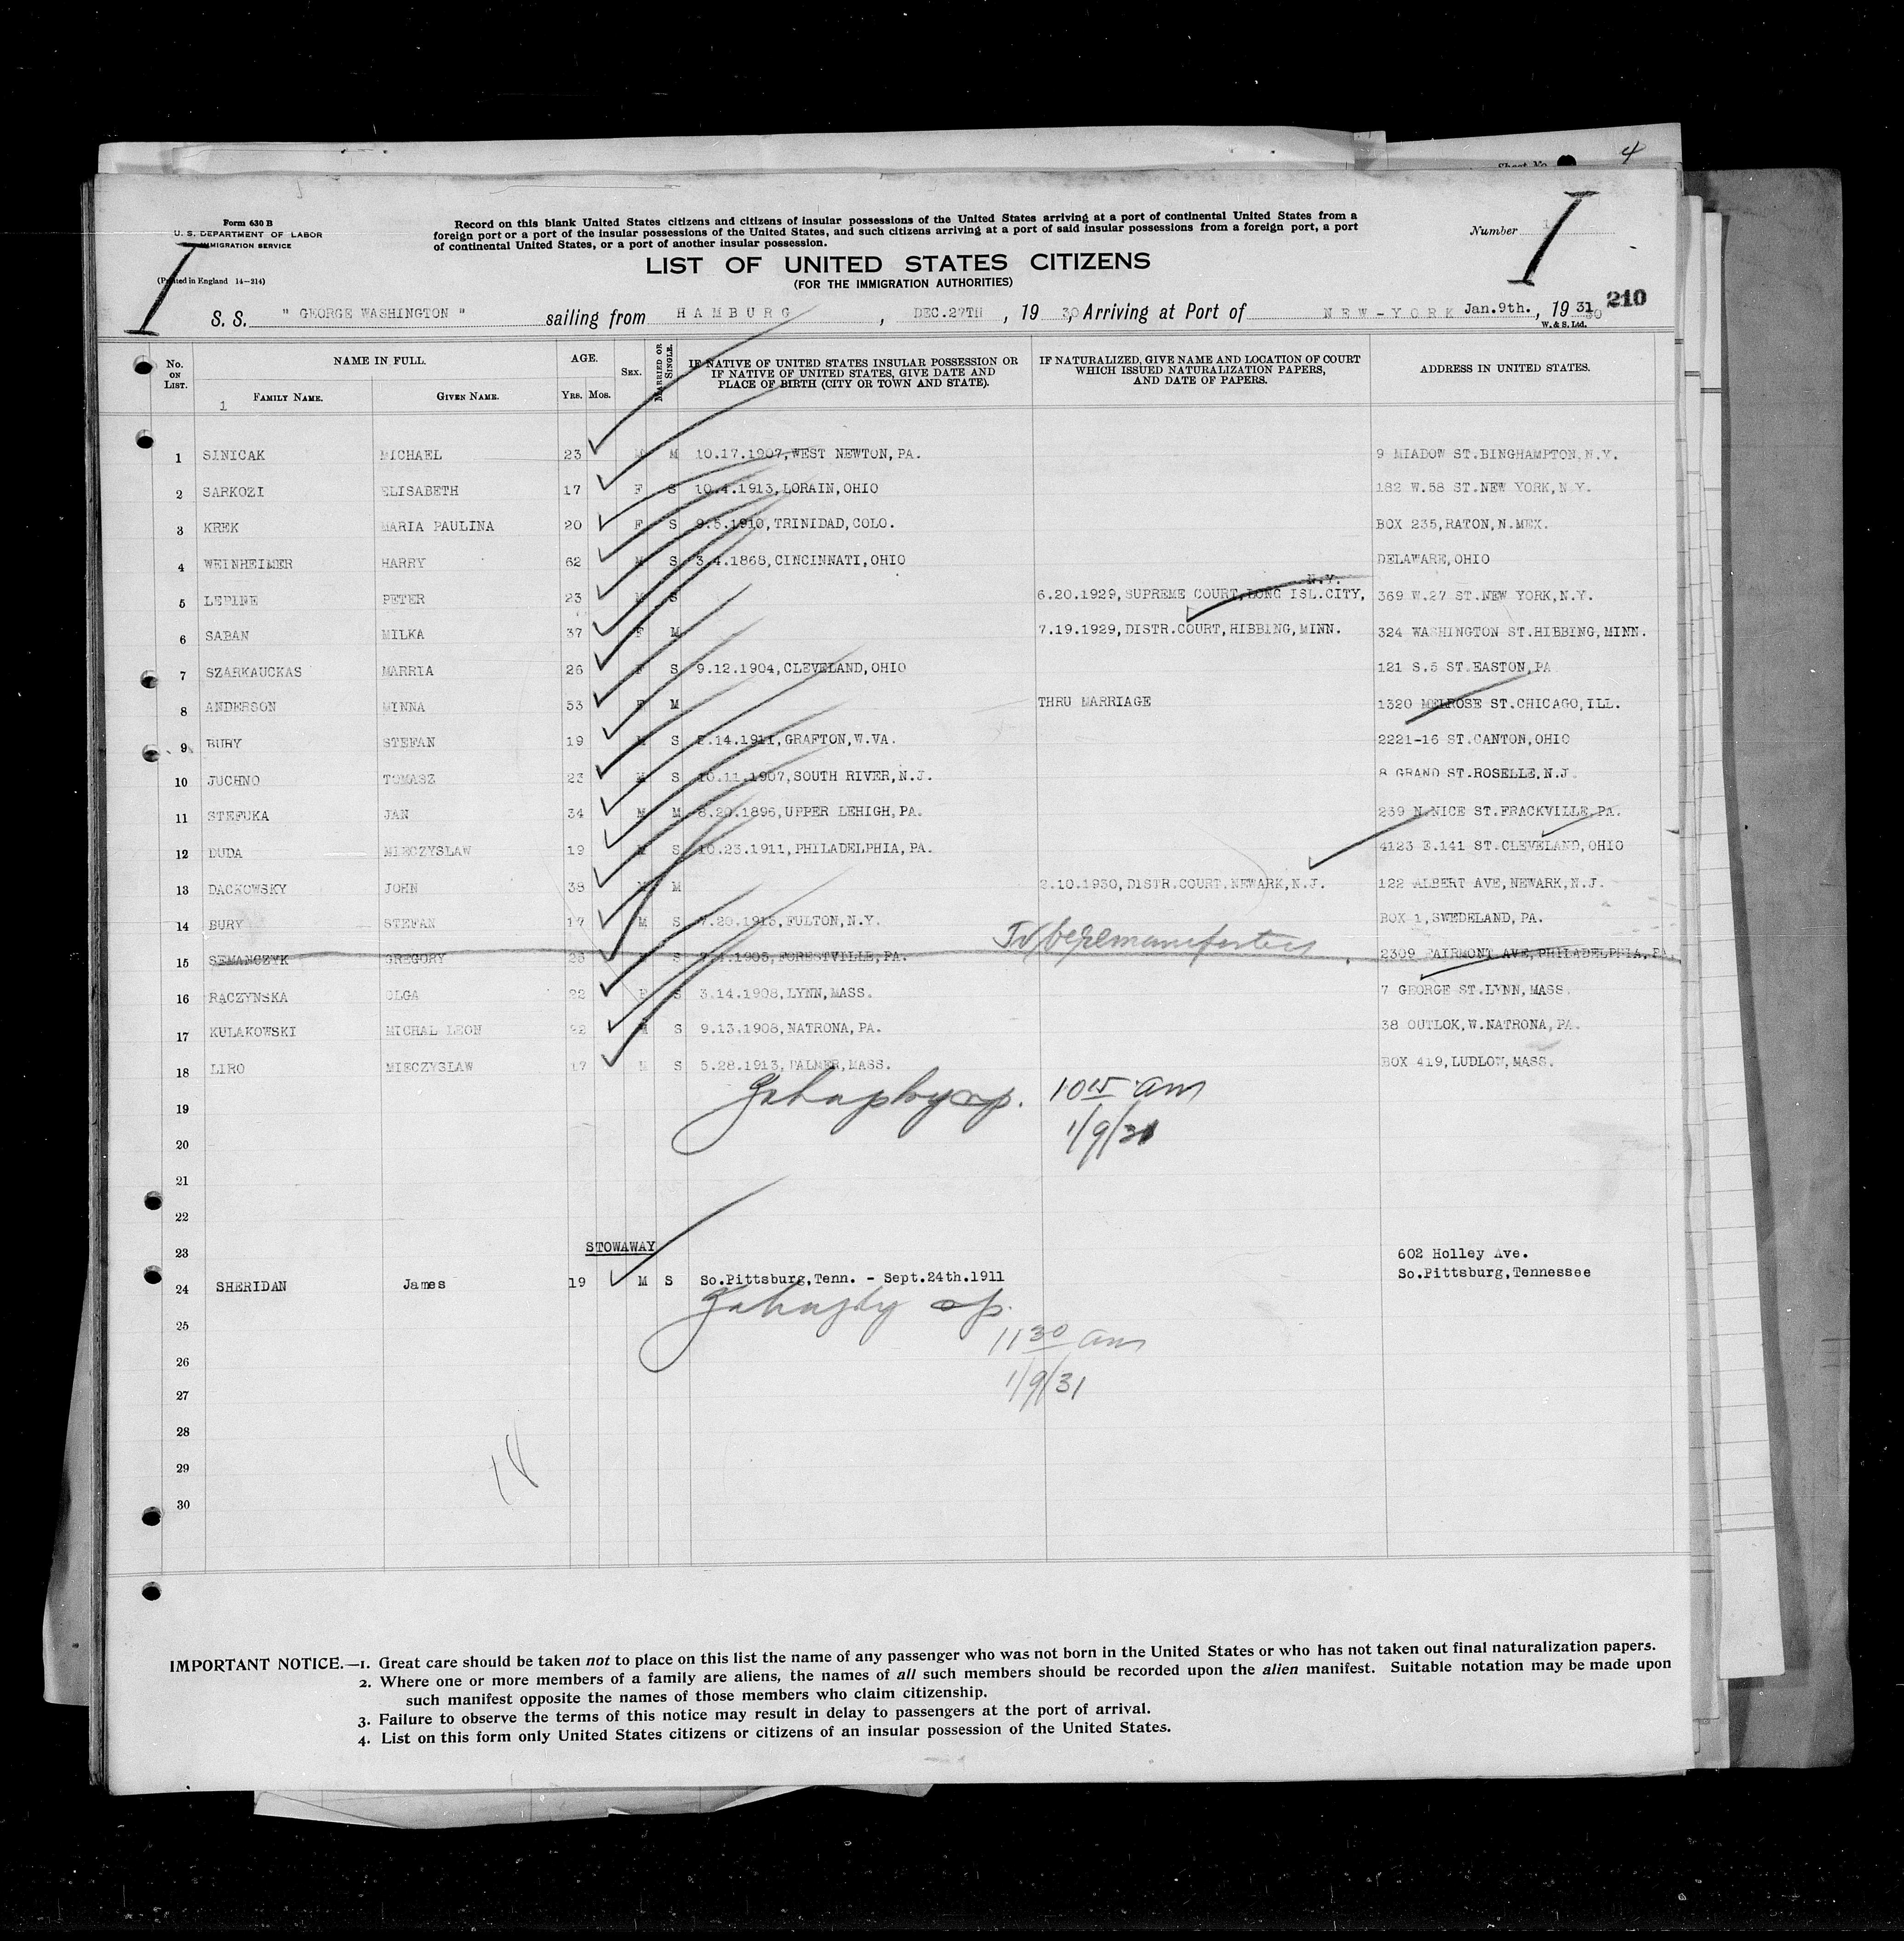 4
Sheet No.
Form 630 B
U. S. DEPARTMENT OF LABOR
IMMIGRATION SERVICE
(Printed in England 14—314)
Record on this blank United States citizens and citizens of insular possessions of the United States arriving at a port of continental United States from a
foreign port or a port of the insular possessions of the United States, and such citizens arriving at a port of said insular possessions from a foreign port, a port
of continental United States, or a port of another insular possession.
Number 1
LIST OF UNITED STATES CITIZENS
(FOR THE IMMIGRATION AUTHORITIES)
210
S. S. " GEORGE WASHINGTON " sailing from HAMBURG, DEC.27TH, 1930, Arriving at Port of NEW-YORK Jan.9th., 1931
W. & S. Ltd.
No. ON LIST. NAME IN FULL. AGE. SEX. MARRIED OR SINGLE. IF NATIVE OF UNITED STATES INSULAR POSSESSION OR IF NATIVE OF UNITED STATES, GIVE DATE AND PLACE OF BIRTH (CITY OR TOWN AND STATE). IF NATURALIZED, GIVE NAME AND LOCATION OF COURT WHICH ISSUED NATURALIZATION PAPERS, AND DATE OF PAPERS. ADDRESS IN UNITED STATES.
1 FAMILY NAME. GIVEN NAME. YRS. MOS.
1 SINICAK MICHAEL 23 M M 10.17.1907, WEST NEWTON, PA. 9 MIADOW ST.BINGHAMPTON, N.Y.
2 SARKOZI ELISABETH 17 F S 10.4.1913, LORAIN, OHIO 182 W.58 ST.NEW YORK, N.Y.
3 KREK MARIA PAULINA 20 F S 9.5.1910, TRINIDAD, COLO. BOX 235, RATON, N.MEX.
4 WEINHEIMER HARRY 62 M S 3.4.1868, CINCINNATI, OHIO DELAWARE, OHIO
N.Y.
5 LEPINE PETER 23 M S 6.20.1929, SUPREME COURT, LONG ISL.CITY, 369 W.27 ST.NEW YORK, N.Y.
6 SABAN MILKA 37 F M 7.19.1929, DISTR.COURT, HIBBING, MINN. 324 WASHINGTON ST.HIBBING, MINN.
7 SZARKAUCKAS MARRIA 26 F S 9.12.1904, CLEVELAND, OHIO 121 S.5 ST.EASTON, PA
8 ANDERSON MINNA 53 F M THRU MARRIAGE 1320 MELROSE ST.CHICAGO, ILL.
9 BURY STEFAN 19 M S .14.1911, GRAFTON, W.VA. 2221-16 ST.CANTON, OHIO
10 JUCHNO TOMASZ 23 M S 10.11.1907, SOUTH RIVER, N.J. 8 GRAND ST.ROSELLE, N.J.
11 STEFUKA JAN 34 M M 8.20.1896, UPPER LEHIGH, PA. 239 N.NICE ST.FRACKVILLE, PA.
12 DUDA MIECZYSLAW 19 M S 10.23.1911, PHILADELPHIA, PA. 4123 E.141 ST.CLEVELAND, OHIO
13 DACKOWSKY JOHN 38 M M 2.10.1930, DISTR.COURT.NEWARK, N.J. 122 ALBERT AVE, NEWARK, N.J.
14 BURY STEFAN 17 M S 7.20.1913, FULTON, N.Y. BOX 1, SWEDELAND, PA.
To be remanifested
15 SEMANCZYK GREGORY 25 M S .1905, FORESTVILLE, PA. 2309 FAIRMONT AVE, PHILADELPHIA, PA.
16 RACZYNSKA OLGA 22 F S 3.14.1908, LYNN, MASS. 7 GEORGE ST.LYNN, MASS.
17 KULAKOWSKI MICHAL LEON 22 M S 9.13.1908, NATRONA, PA. 38 OUTLOK, W.NATRONA, PA.
18 LIRO MIECZYSLAW 17 M S 5.28.1913, PALMER, MASS. BOX 419, LUDLOW, MASS.
19 10 15 am
20 1/9/31
21
22
23 STOWAWAY 602 Holley Ave.
24 SHERIDAN James 19 M S So.Pittsburg, Tenn. - Sept.24th.1911 So.Pittsburg, Tennessee
25
26 11 30 am
27 1/9/31
28
29
30
IMPORTANT NOTICE.—1. Great care should be taken not to place on this list the name of any passenger who was not born in the United States or who has not taken out final naturalization papers.
2. Where one or more members of a family are aliens, the names of all such members should be recorded upon the alien manifest. Suitable notation may be made upon
such manifest opposite the names of those members who claim citizenship.
3. Failure to observe the terms of this notice may result in delay to passengers at the port of arrival.
4. List on this form only United States citizens or citizens of an insular possession of the United States.